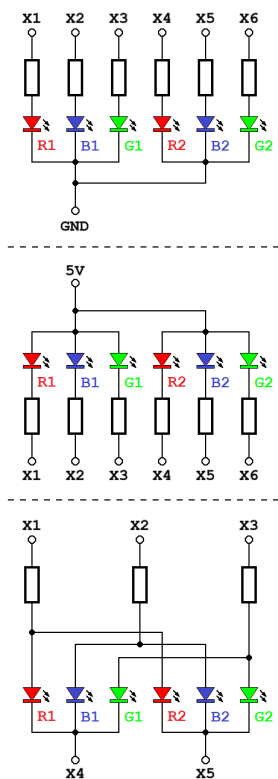 X1 X2 X3 X4 X5 X6
R1 B1 G1 R2 B2 G2
GND
5V
R1 B1 G1 R2 B2 G2
X1 X2 X3 X4 X5 X6
X1 X2 X3
R1 B1 G1 R2 B2 G2
X4 X5